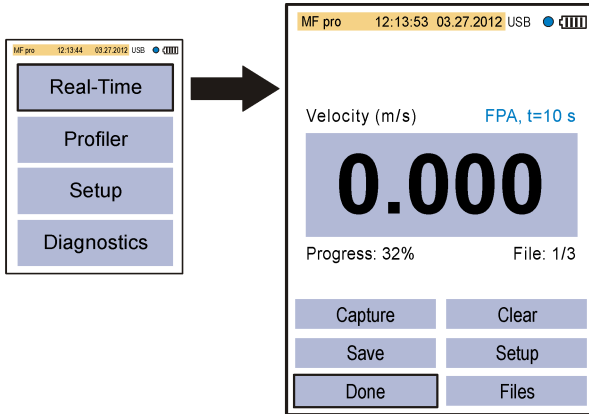 MF pro 12:13:44 03.27.2012 USB
Real-Time
Profiler
Setup
Diagnostics
MF pro 12:13:53 03.27.2012 USB
Velocity (m/s) FPA, t=10 s
0.000
Progress: 32% File: 1/3
Capture Clear
Save Setup
Done Files